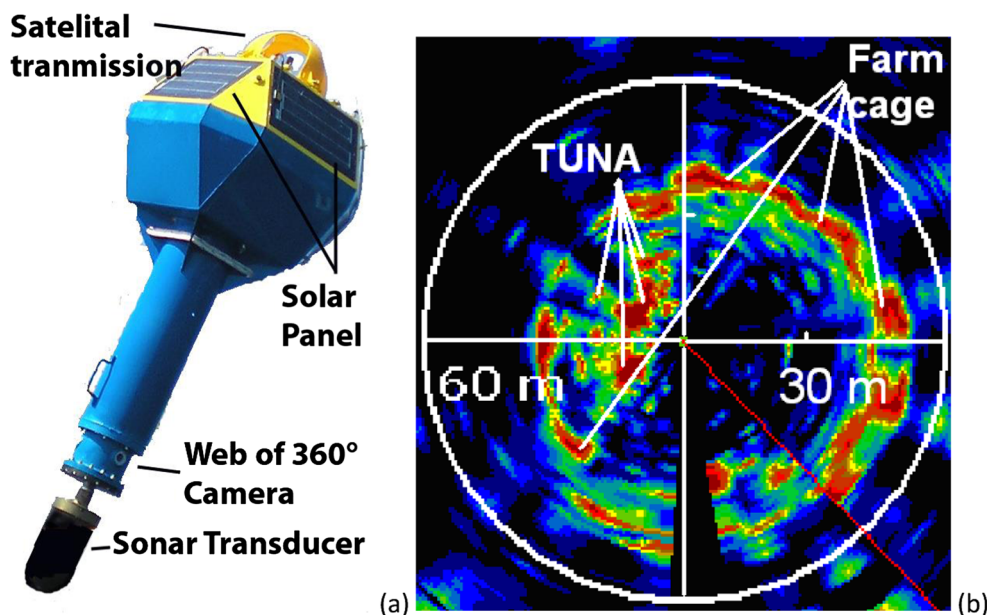 Satelital
tranmission
Solar
Panel
Web of 360°
Camera
Sonar Transducer
(a)
Farm
cage
TUNA
60 m
30 m
(b)